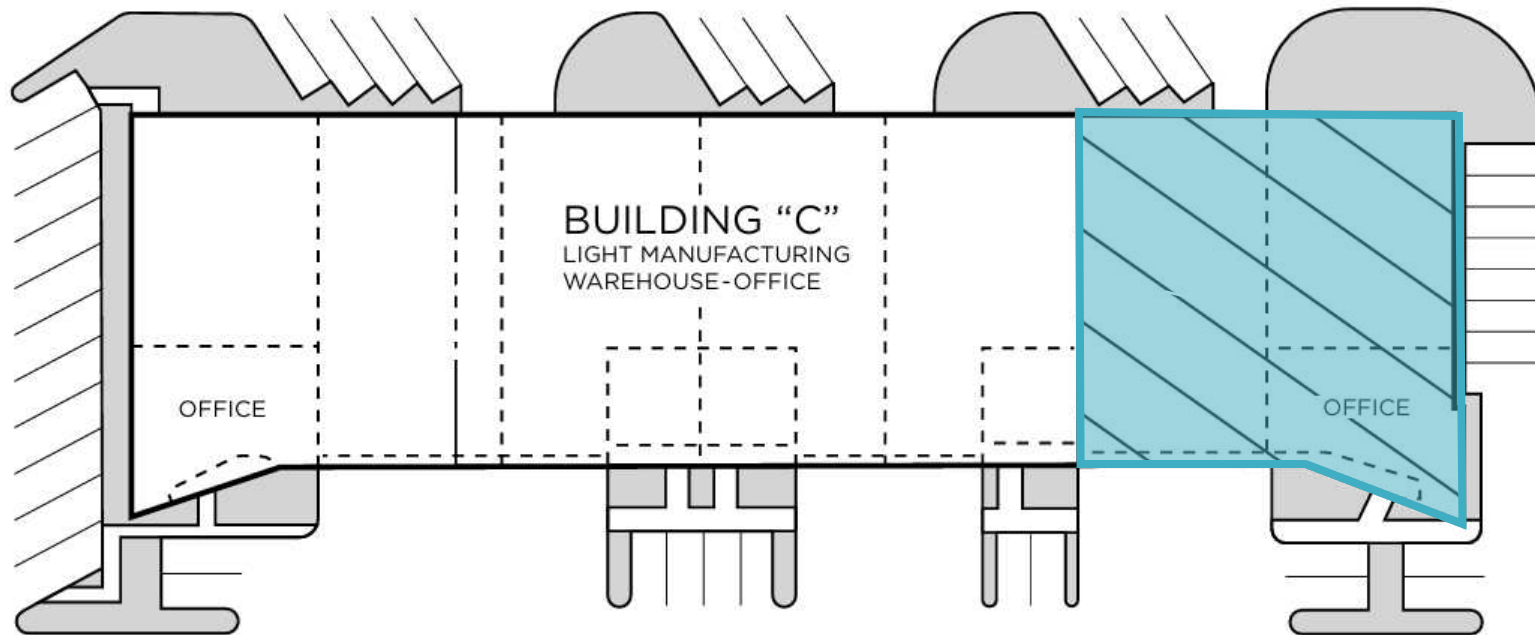 BUILDING “C”
LIGHT MANUFACTURING
WAREHOUSE-OFFICE
OFFICE
OFFICE